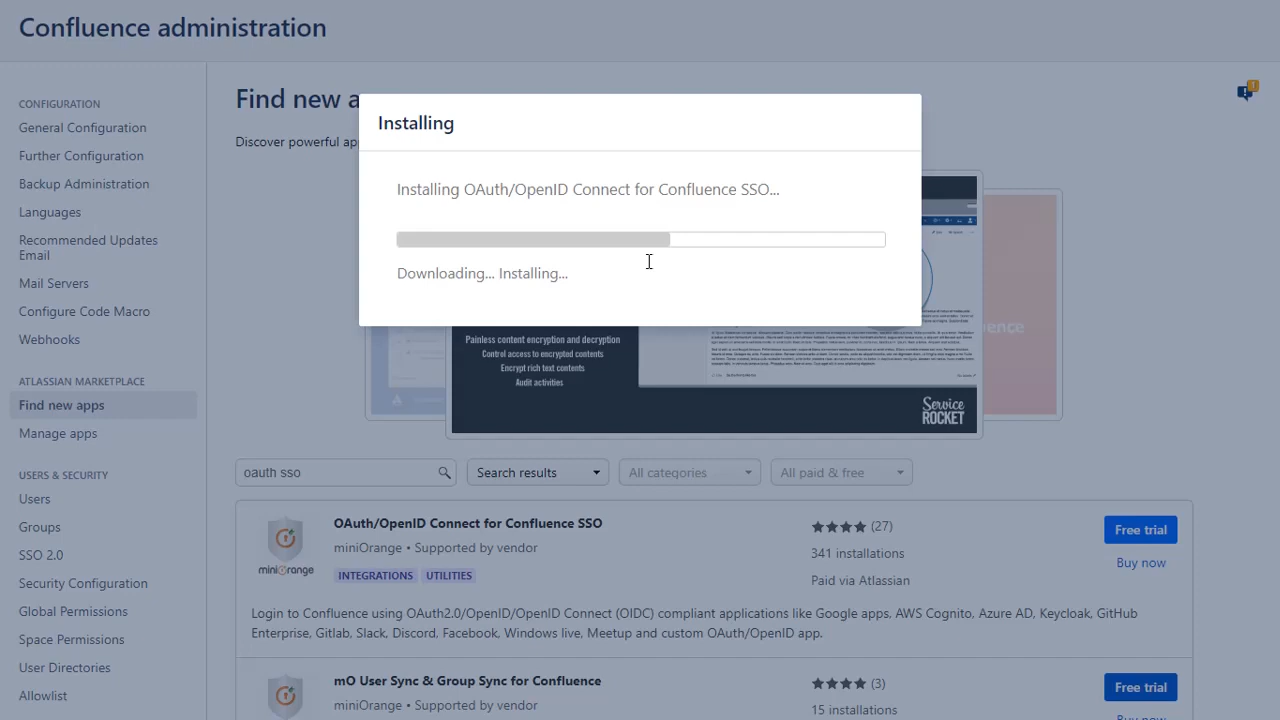 Confluence administration
CONFIGURATION
General Configuration
Further Configuration
Backup Administration
Languages
Recommended Updates
Email
Mail Servers
Configure Code Macro
Webhooks
ATLASSIAN MARKETPLACE
Find new apps
Manage apps
USERS & SECURITY
Users
Groups
SSO 2.0
Security Configuration
Global Permissions
Space Permissions
User Directories
Allowlist
Find new a
Discover powerful ap
Installing
Installing OAuth/OpenID Connect for Confluence SSO...
Downloading... Installing...
Painless content encryption and decryption
Control access to encrypted contents
Encrypt rich text contents
Audit activities
Service
ROCKET
ence
oauth sso
Search results
All categories
All paid & free
OAuth/OpenID Connect for Confluence SSO
(27)
Free trial
miniOrange • Supported by vendor
341 installations
Buy now
miniOrange
INTEGRATIONS
UTILITIES
Paid via Atlassian
Login to Confluence using OAuth2.0/OpenID/OpenID Connect (OIDC) compliant applications like Google apps. AWS Cognito, Azure AD, Keycloak, GitHub
Enterprise, Gitlab, Slack, Discord, Facebook, Windows live, Meetup and custom OAuth/OpenID app.
mO User Sync & Group Sync for Confluence
(3)
Free trial
miniOrange • Supported by vendor
15 installations
Buy now